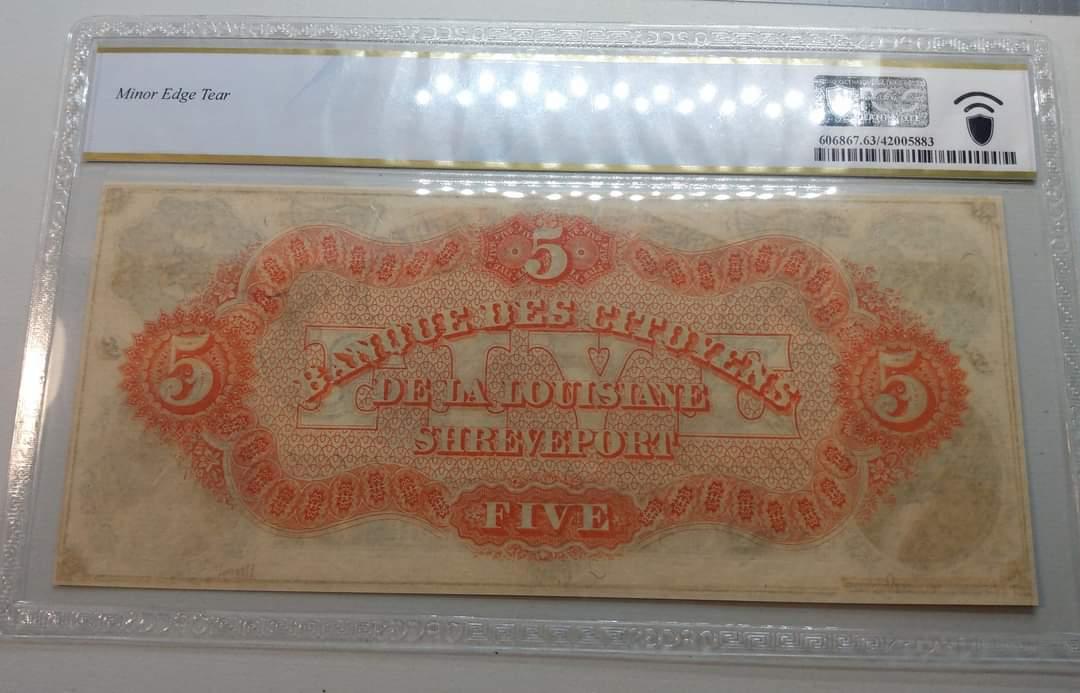 Minor Edge Tear
606867.63/42005883
5
BANQUE DES CITOYENS
FIVE
5
5
DE LA LOUISIANE
SHREVEPORT
FIVE